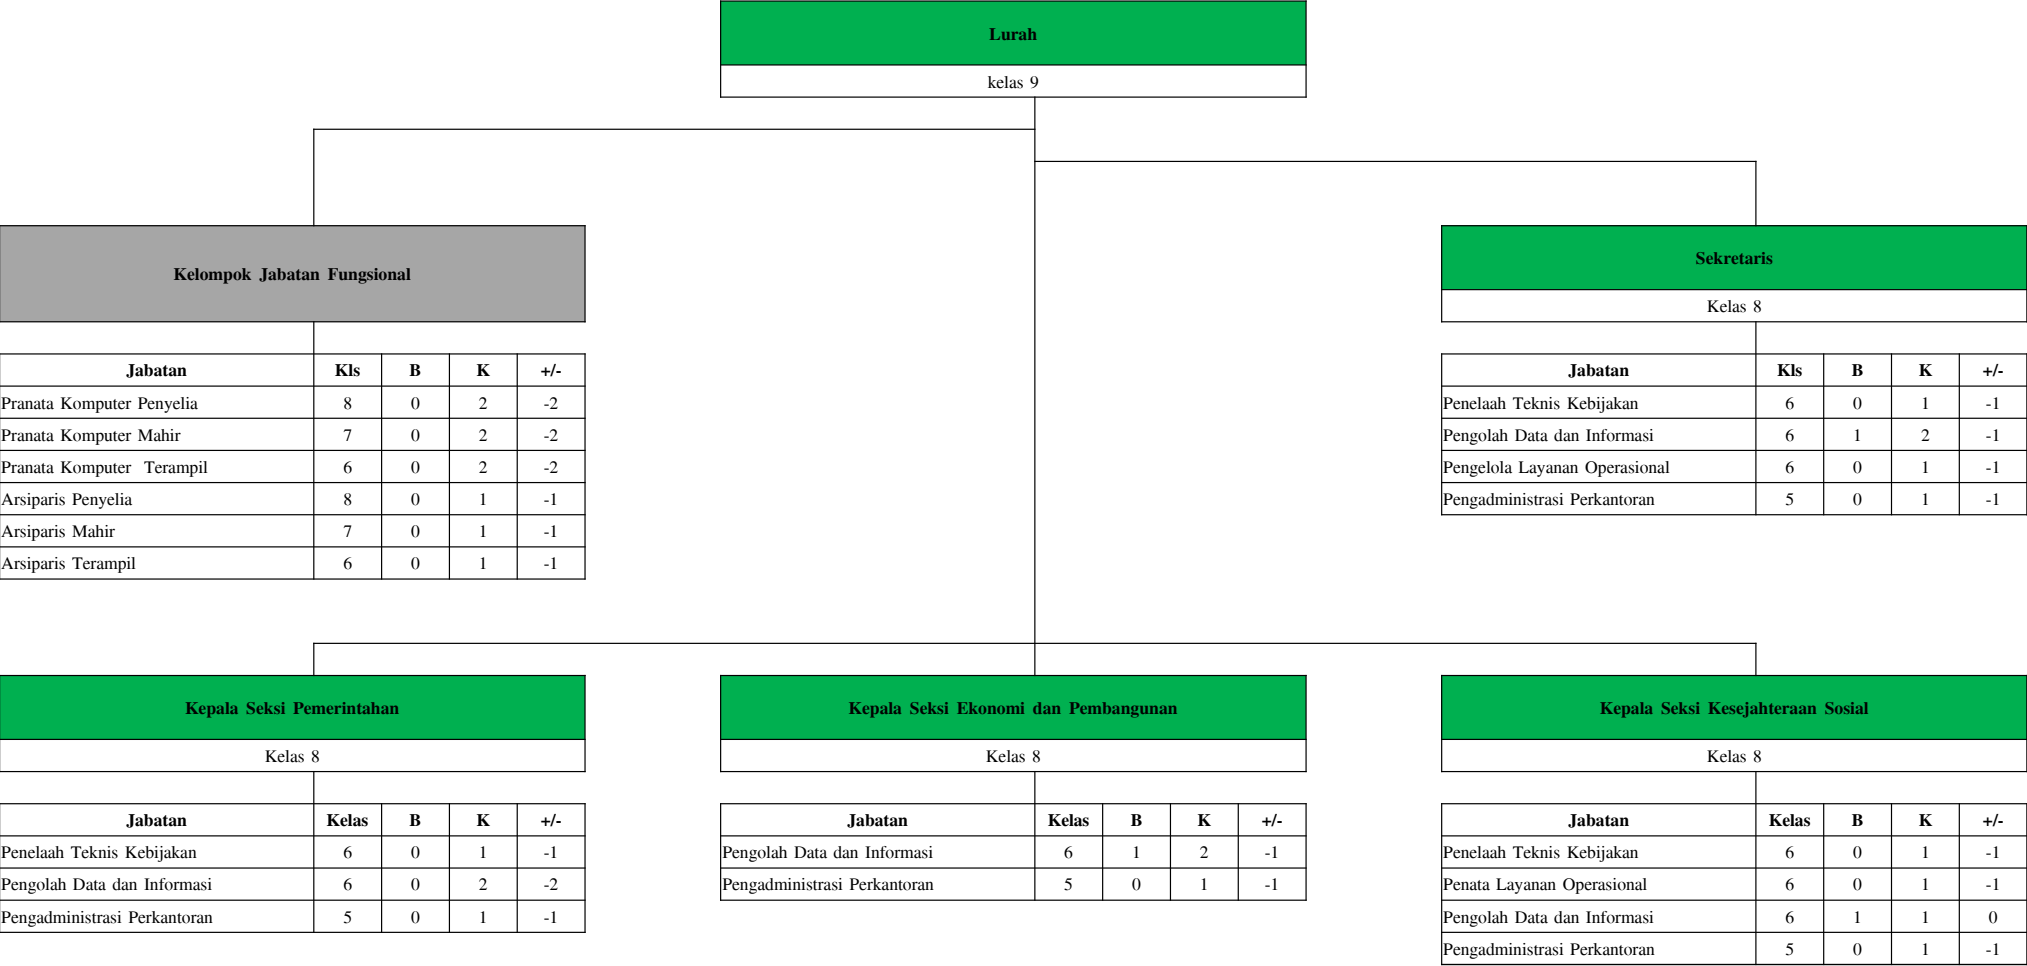 Lurah
kelas 9
Kelompok Jabatan Fungsional
Jabatan Kls B K +/-
Pranata Komputer Penyelia 8 0 2 -2
Pranata Komputer Mahir 7 0 2 -2
Pranata Komputer Terampil 6 0 2 -2
Arsiparis Penyelia 8 0 1 -1
Arsiparis Mahir 7 0 1 -1
Arsiparis Terampil 6 0 1 -1
Sekretaris
Kelas 8
Jabatan Kls B K +/-
Penelaah Teknis Kebijakan 6 0 1 -1
Pengolah Data dan Informasi 6 1 2 -1
Pengelola Layanan Operasional 6 0 1 -1
Pengadministrasi Perkantoran 5 0 1 -1
Kepala Seksi Pemerintahan
Kelas 8
Jabatan Kelas B K +/-
Penelaah Teknis Kebijakan 6 0 1 -1
Pengolah Data dan Informasi 6 0 2 -2
Pengadministrasi Perkantoran 5 0 1 -1
Kepala Seksi Ekonomi dan Pembangunan
Kelas 8
Jabatan Kelas B K +/-
Pengolah Data dan Informasi 6 1 2 -1
Pengadministrasi Perkantoran 5 0 1 -1
Kepala Seksi Kesejahteraan Sosial
Kelas 8
Jabatan Kelas B K +/-
Penelaah Teknis Kebijakan 6 0 1 -1
Penata Layanan Operasional 6 0 1 -1
Pengolah Data dan Informasi 6 1 1 0
Pengadministrasi Perkantoran 5 0 1 -1